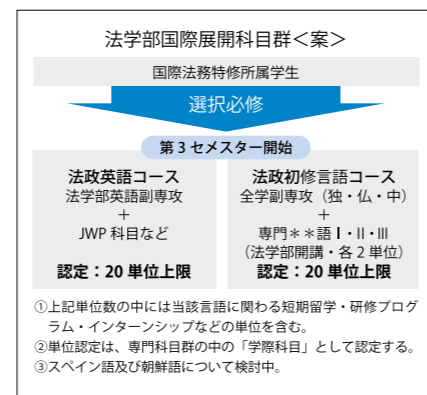 法学部国際展開科目群＜案＞
国際法務特修所属学生
選択必修
第3セメスター開始
法政英語コース
法学部英語副専攻
＋
JWP 科目など
認定：20 単位上限
法政初修言語コース
全学副専攻（独・仏・中）
＋
専門＊＊語Ⅰ・Ⅱ・Ⅲ
（法学部開講・各2単位）
認定：20 単位上限
①上記単位数の中には当該言語に関わる短期留学・研修プログ
ラム・インターンシップなどの単位を含む。
②単位認定は、専門科目群の中の「学際科目」として認定する。
③スペイン語及び朝鮮語について検討中。